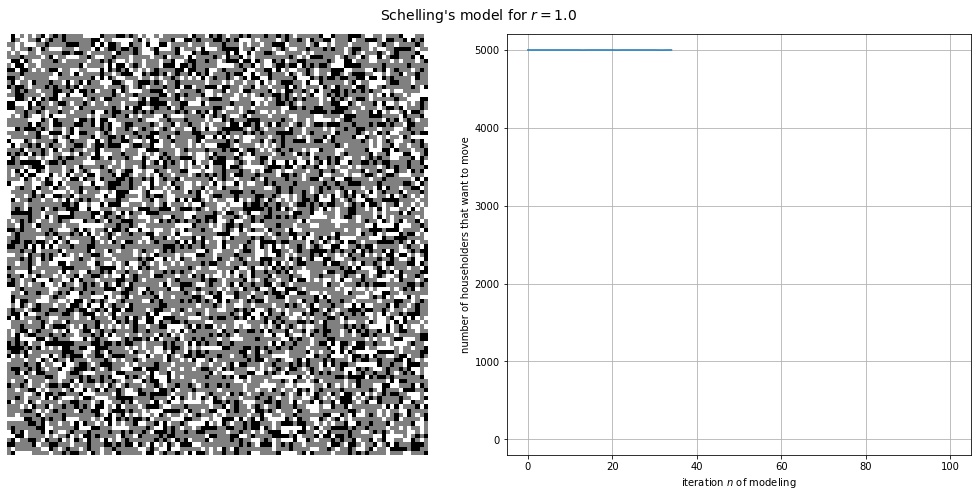 Schelling's model for r = 1.0
number of householders that want to move
5000
4000
3000
2000
1000
0
0 20 40 60 80 100
iteration n of modeling